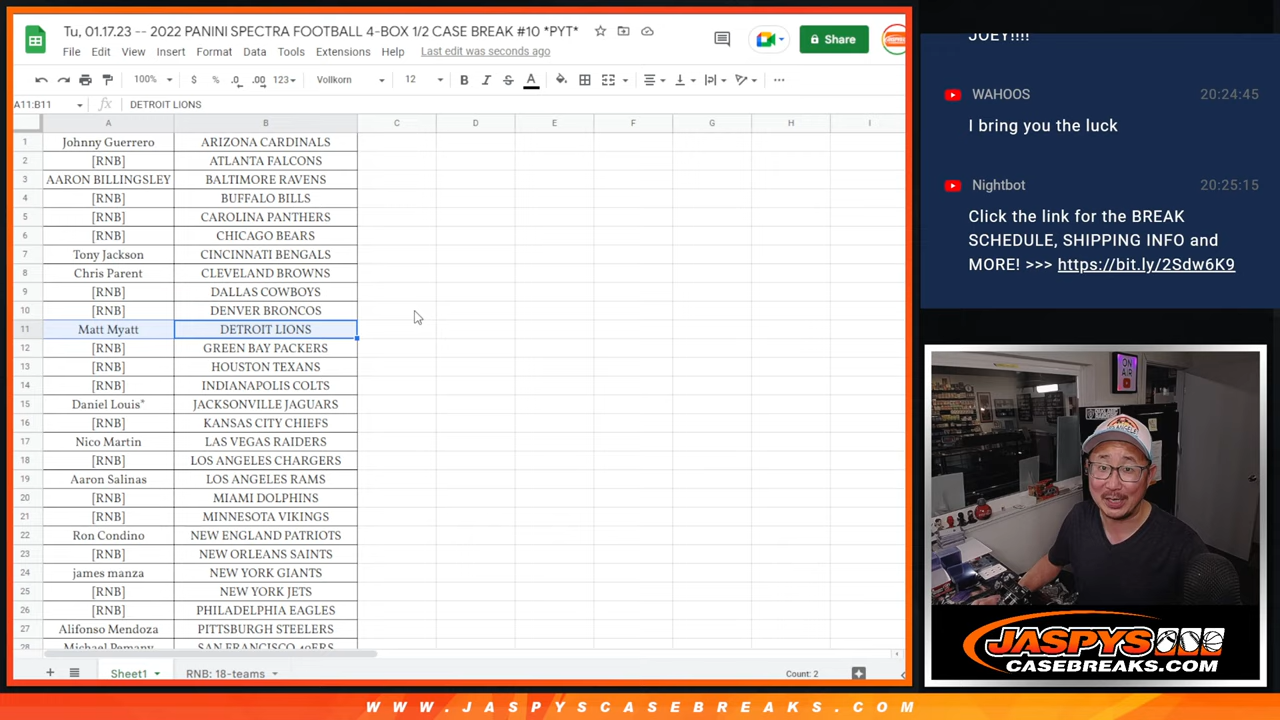 Tu, 01.17.23 -- 2022 PANINI SPECTRA FOOTBALL 4-BOX 1/2 CASE BREAK #10 *PYT*
File Edit View Insert Format Data Tools Extensions Help Last edit was seconds ago
Share
100% $ % .0 .00 123 Vollkorn 12 B I S A
A11:B11 fx DETROIT LIONS
A B C D E F G H I
1 Johnny Guerrero ARIZONA CARDINALS
2 [RNB] ATLANTA FALCONS
3 AARON BILLINGSLEY BALTIMORE RAVENS
4 [RNB] BUFFALO BILLS
5 [RNB] CAROLINA PANTHERS
6 [RNB] CHICAGO BEARS
7 Tony Jackson CINCINNATI BENGALS
8 Chris Parent CLEVELAND BROWNS
9 [RNB] DALLAS COWBOYS
10 [RNB] DENVER BRONCOS
11 Matt Myatt DETROIT LIONS
12 [RNB] GREEN BAY PACKERS
13 [RNB] HOUSTON TEXANS
14 [RNB] INDIANAPOLIS COLTS
15 Daniel Louis* JACKSONVILLE JAGUARS
16 [RNB] KANSAS CITY CHIEFS
17 Nico Martin LAS VEGAS RAIDERS
18 [RNB] LOS ANGELES CHARGERS
19 Aaron Salinas LOS ANGELES RAMS
20 [RNB] MIAMI DOLPHINS
21 [RNB] MINNESOTA VIKINGS
22 Ron Condino NEW ENGLAND PATRIOTS
23 [RNB] NEW ORLEANS SAINTS
24 james manza NEW YORK GIANTS
25 [RNB] NEW YORK JETS
26 [RNB] PHILADELPHIA EAGLES
27 Alifonso Mendoza PITTSBURGH STEELERS
28 Michael Pemany SAN FRANCISCO 49ERS
Sheet1 RNB: 18-teams Count: 2
JOEY!!!!
WAHOOS 20:24:45
I bring you the luck
Nightbot 20:25:15
Click the link for the BREAK
SCHEDULE, SHIPPING INFO and
MORE! >>> https://bit.ly/2Sdw6K9
ON AIR
JASPYS
CASEBREAKS.COM
WWW.JASPYSCASEBREAKS.COM